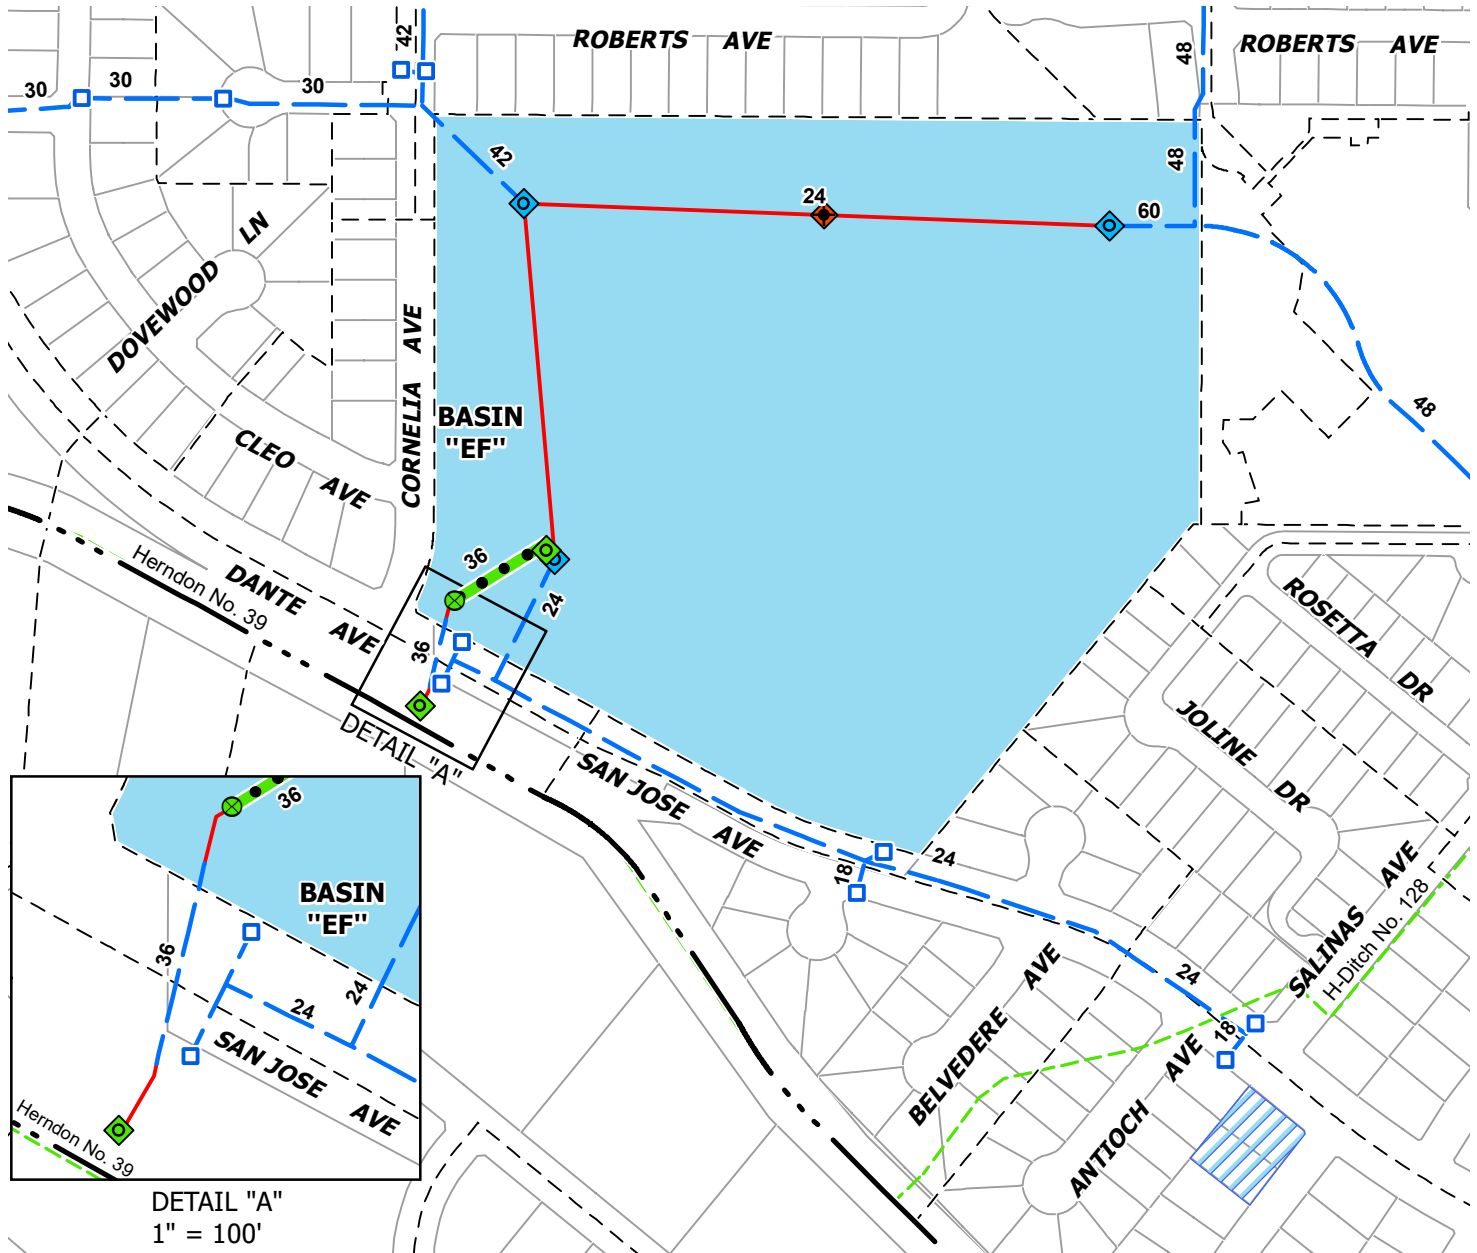 ROBERTS AVE
ROBERTS AVE
42
48
30
30
30
42
48
24
60
DOVEWOOD LN
CORNELIA AVE
BASIN
"EF"
48
CLEO AVE
Herndon No. 39
DANTE AVE
36
24
36
ROSETTA DR
JOLINE DR
DETAIL "A"
SAN JOSE AVE
18
24
SALINAS AVE
H-Ditch No. 128
24
18
BELVEDERE AVE
ANTIOCH AVE
36
BASIN
"EF"
36
24
24
SAN JOSE AVE
Herndon No. 39
DETAIL "A"
1" = 100'